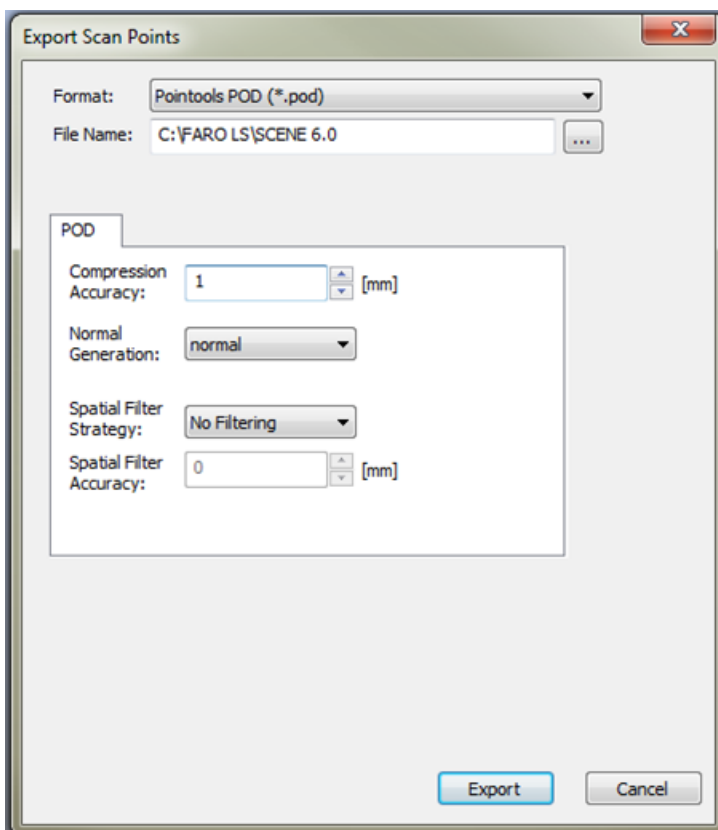 Export Scan Points
Format: Pointools POD (*.pod)
File Name: C:\FARO LS\SCENE 6.0 ...
POD
Compression
Accuracy: 1 [mm]
Normal
Generation: normal
Spatial Filter
Strategy: No Filtering
Spatial Filter
Accuracy: 0 [mm]
Export Cancel